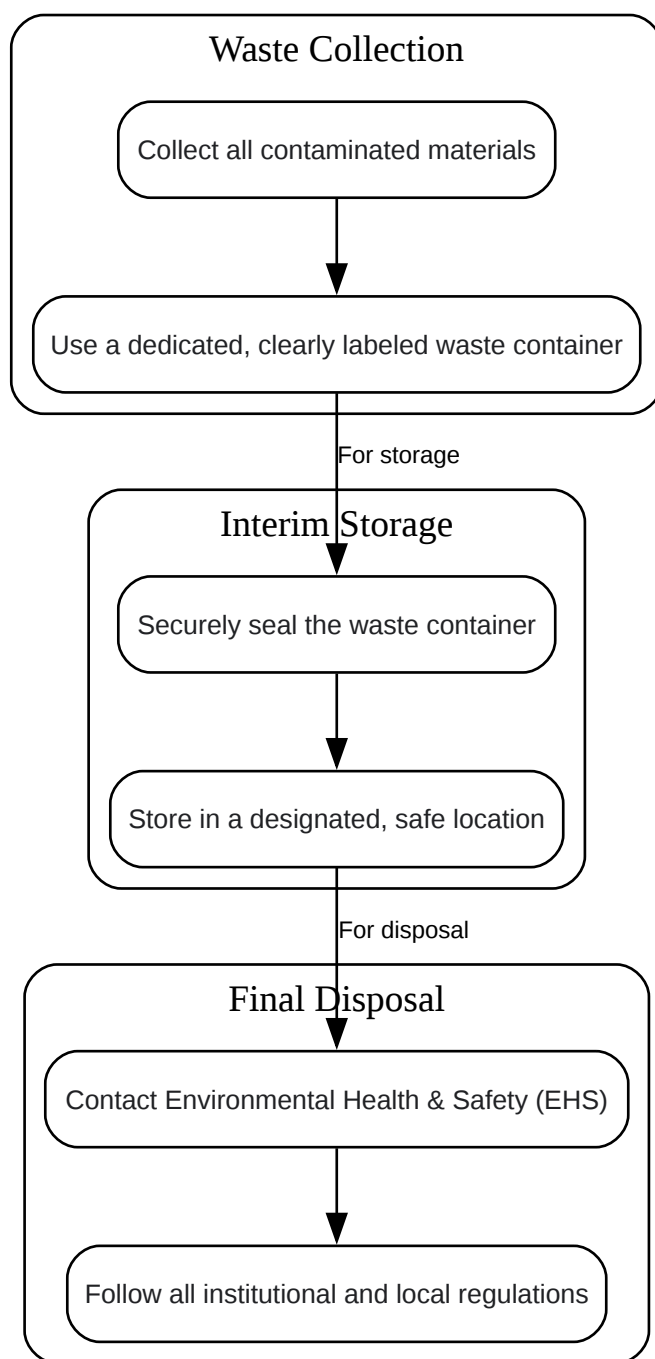 Waste Collection
Collect all contaminated materials
Use a dedicated, clearly labeled waste container
For storage
Interim Storage
Securely seal the waste container
Store in a designated, safe location
For disposal
Final Disposal
Contact Environmental Health & Safety (EHS)
Follow all institutional and local regulations